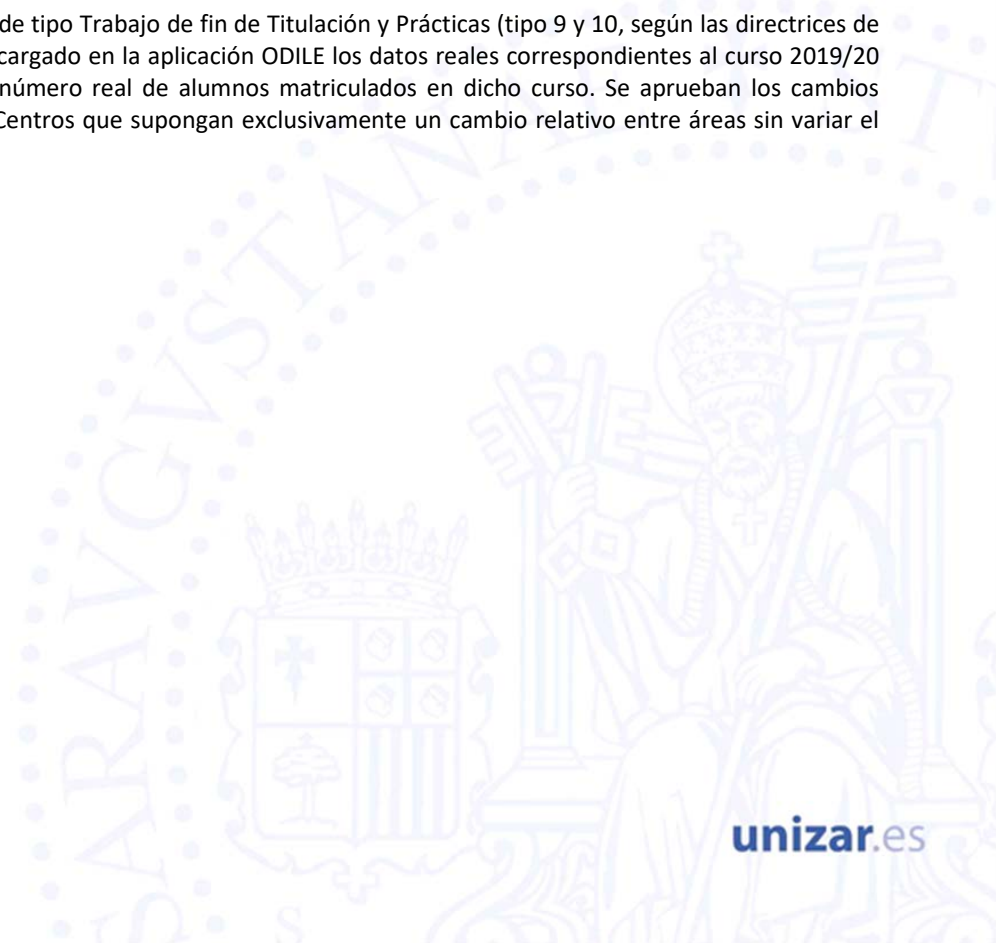 de tipo Trabajo de fin de Titulación y Prácticas (tipo 9 y 10, según las directrices de
cargado en la aplicación ODILE los datos reales correspondientes al curso 2019/20
número real de alumnos matriculados en dicho curso. Se aprueban los cambios
Centros que supongan exclusivamente un cambio relativo entre áreas sin variar el
SARAVGVSTANAE VNT
S
unizar.es